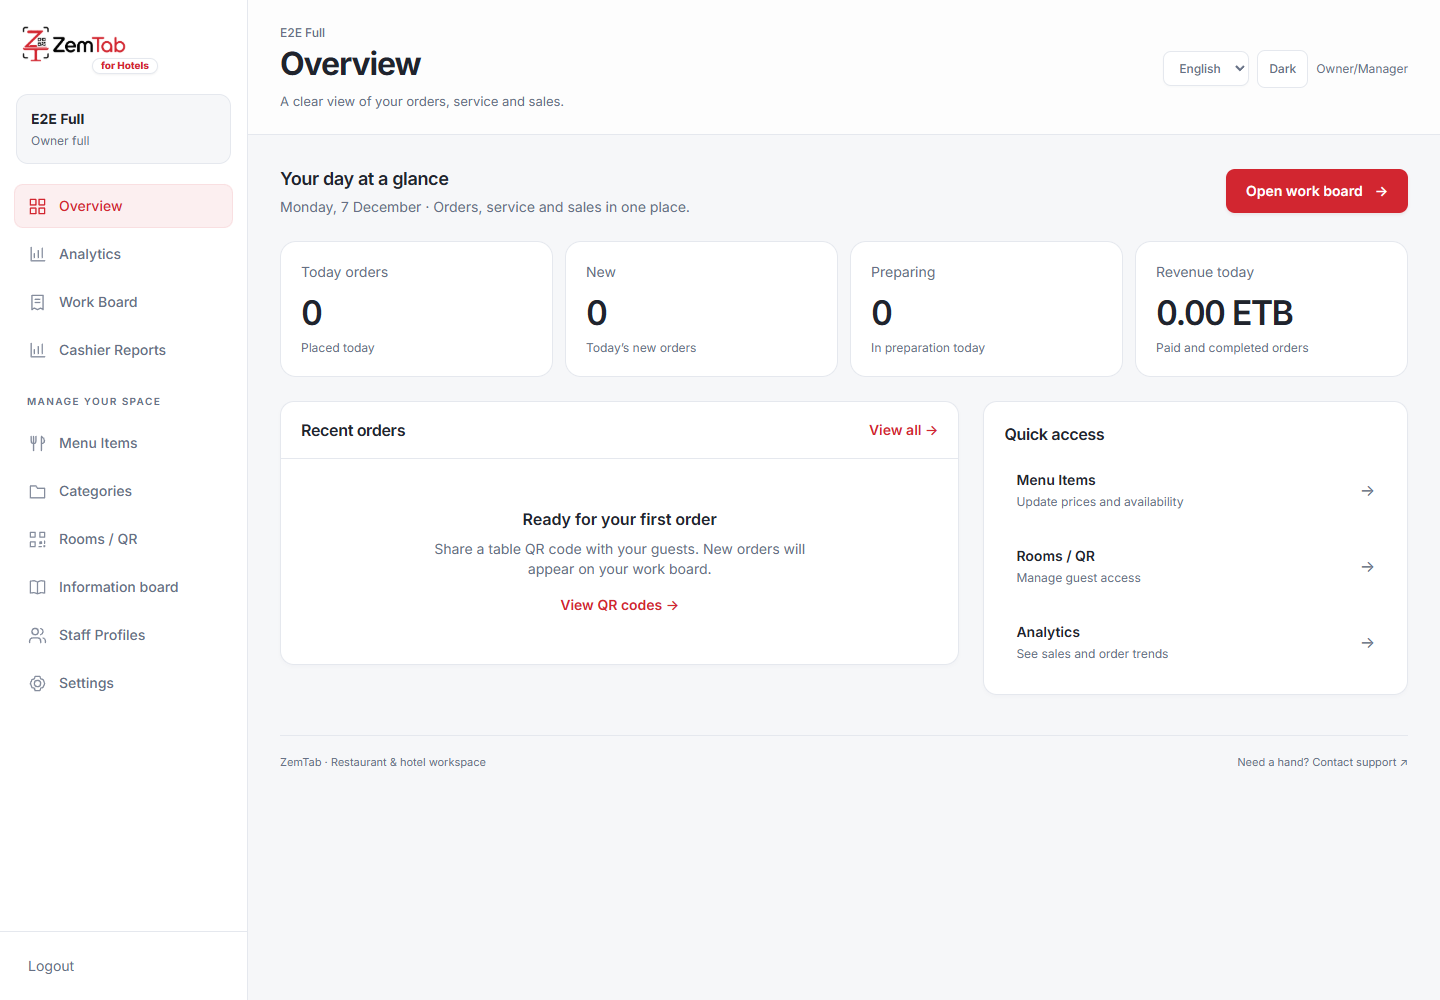 ZemTab
for Hotels
E2E Full
Owner full
Overview
Analytics
Work Board
Cashier Reports
MANAGE YOUR SPACE
Menu Items
Categories
Rooms / QR
Information board
Staff Profiles
Settings
Logout
E2E Full
Overview
A clear view of your orders, service and sales.
English
Dark
Owner/Manager
Your day at a glance
Monday, 7 December · Orders, service and sales in one place.
Open work board →
Today orders
0
Placed today
New
0
Today’s new orders
Preparing
0
In preparation today
Revenue today
0.00 ETB
Paid and completed orders
Recent orders
View all →
Ready for your first order
Share a table QR code with your guests. New orders will
appear on your work board.
View QR codes →
Quick access
Menu Items
Update prices and availability
→
Rooms / QR
Manage guest access
→
Analytics
See sales and order trends
→
ZemTab · Restaurant & hotel workspace
Need a hand? Contact support ↗